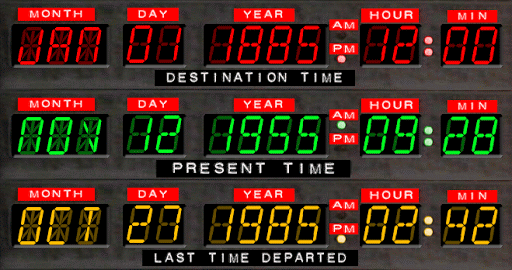 MONTH DAY YEAR AM PM HOUR MIN
JAN 01 1885 12:00
DESTINATION TIME
MONTH DAY YEAR AM PM HOUR MIN
NOV 12 1955 09:28
PRESENT TIME
MONTH DAY YEAR AM PM HOUR MIN
OCT 27 1985 02:42
LAST TIME DEPARTED